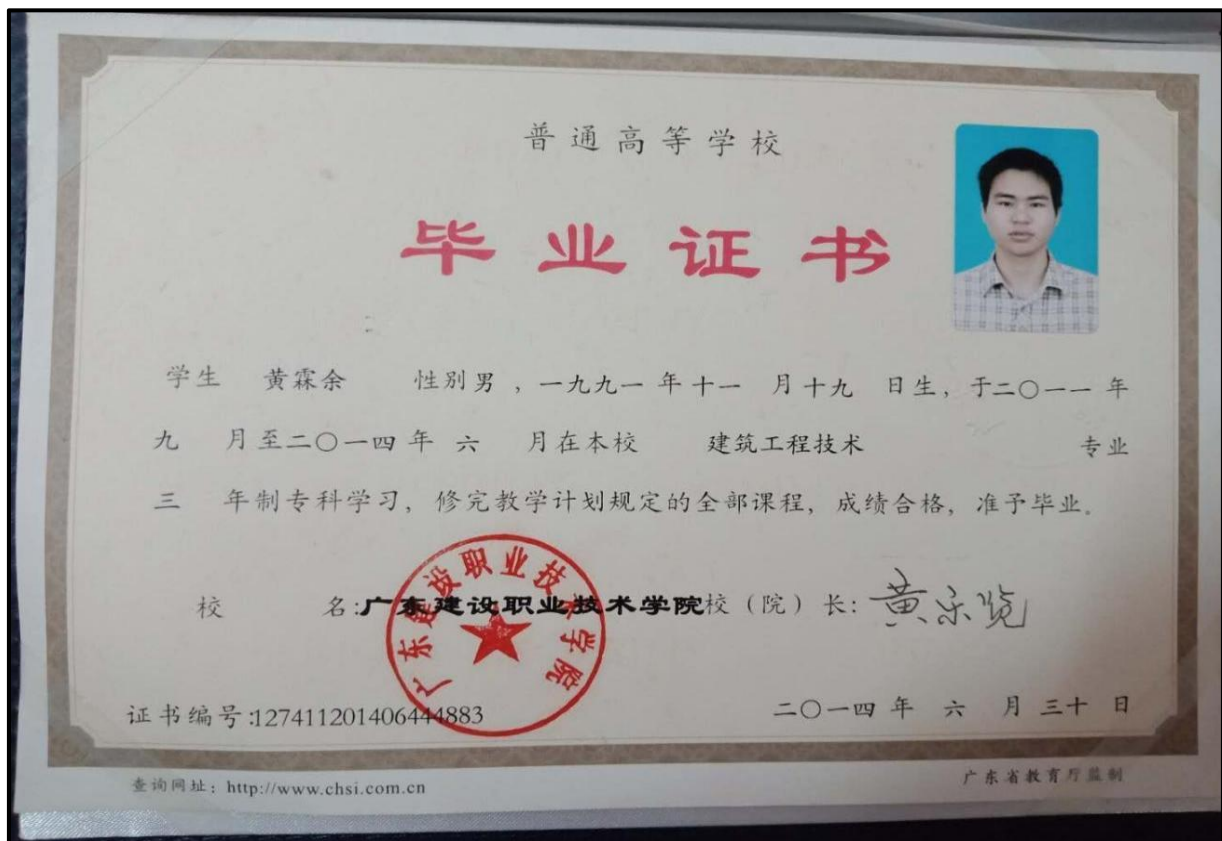 普通高等学校
毕业证书
学生 黄霖余 性别男，一九九一年十一月十九日生，于二〇一一年
九月至二〇一四年六月在本校 建筑工程技术 专业
三年制专科学习，修完教学计划规定的全部课程，成绩合格，准予毕业。
校 名:广东建设职业技术学院校（院）长: 黄乐览
广东建设职业技术学院
证书编号:127411201406444883
二〇一四年六月三十日
查询网址：http://www.chsi.com.cn
广东省教育厅监制